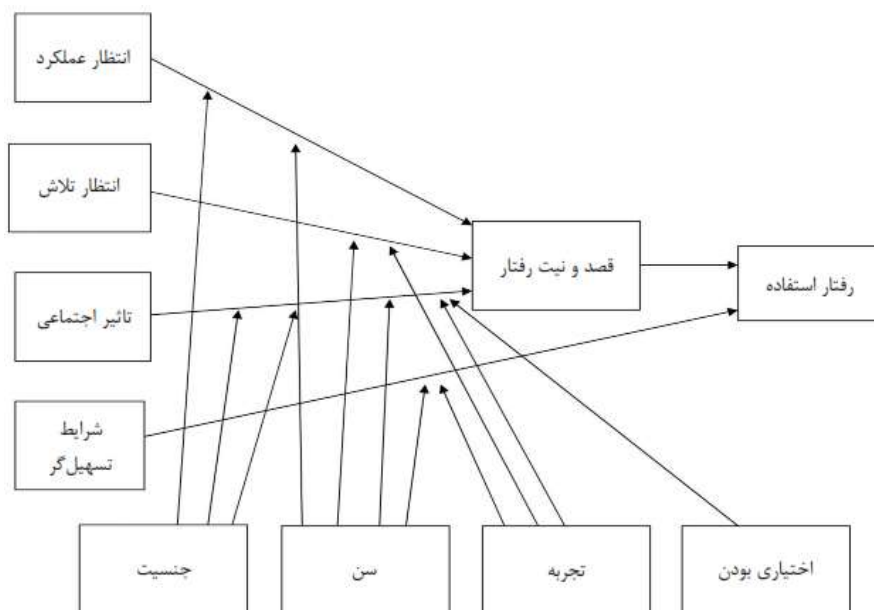 انتظار عملکرد
انتظار تلاش
قصد و نیت رفتار
رفتار استفاده
تاثیر اجتماعی
شرایط
تسهیل‌گر
جنسیت
سن
تجربه
اختیاری بودن